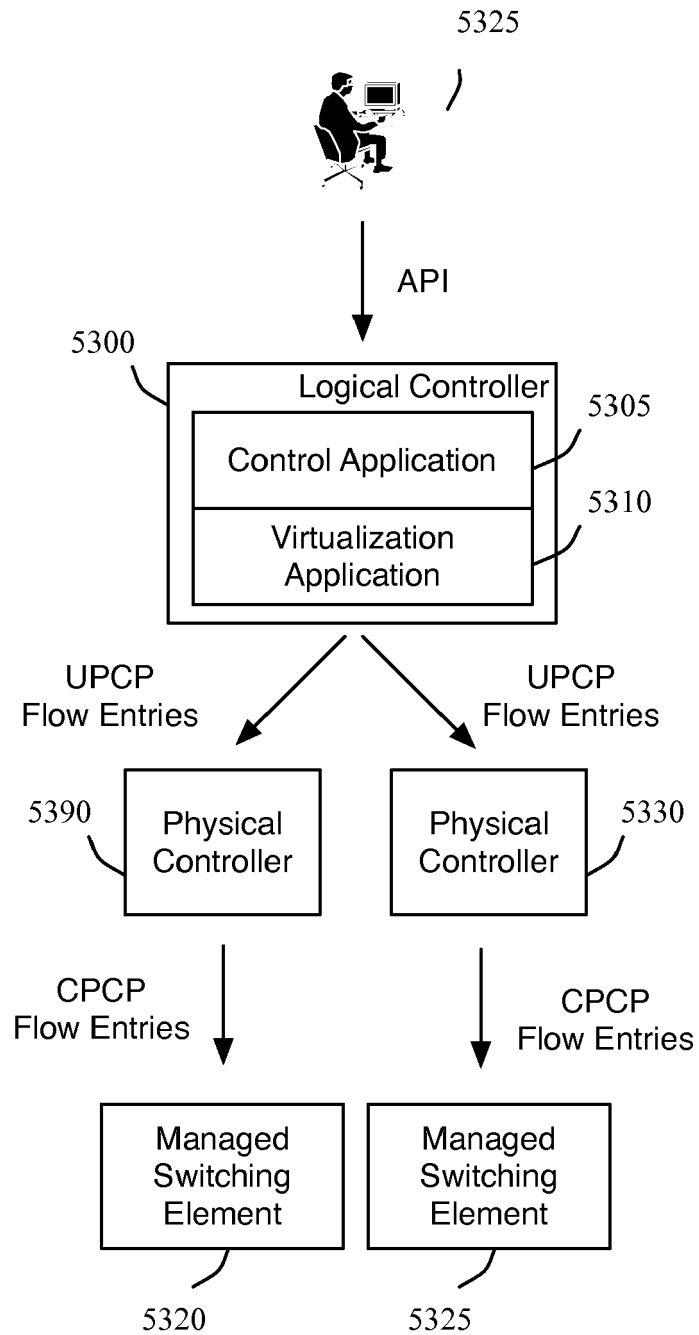 5325
API
5300
Logical Controller
5305
Control Application
5310
Virtualization
Application
UPCP
Flow Entries
UPCP
Flow Entries
5390
Physical
Controller
Physical
Controller
5330
CPCP
Flow Entries
CPCP
Flow Entries
Managed
Switching
Element
Managed
Switching
Element
5320
5325